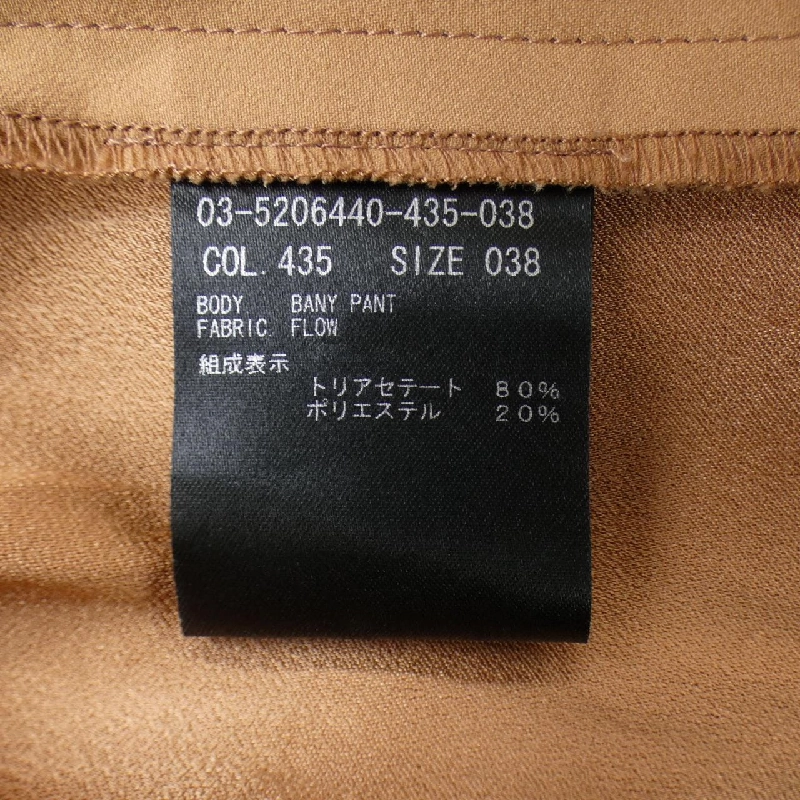 03-5206440-435-038
COL. 435 SIZE 038
BODY BANY PANT
FABRIC FLOW
組成表示
トリアセテート 80%
ポリエステル 20%